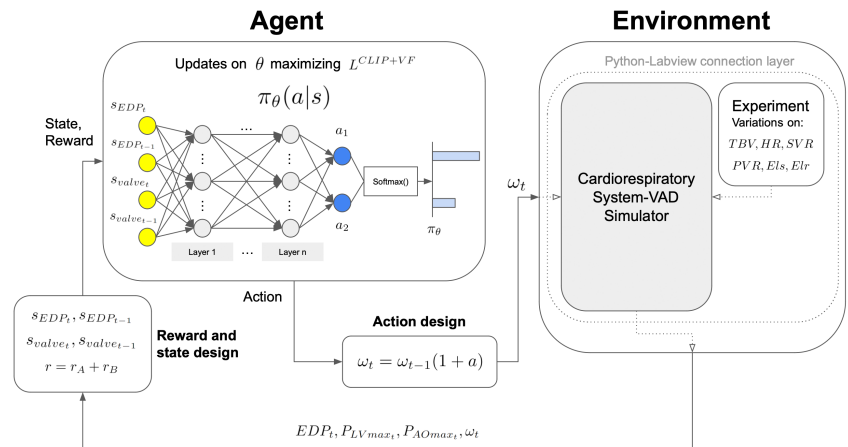 Agent
Environment
Updates on θ maximizing L^{CLIP+VF}
π_θ(a|s)
s_{EDP_t}
s_{EDP_{t-1}}
s_{valve_t}
s_{valve_{t-1}}
...
⋮
⋮
⋮
⋮
a_1
a_2
Softmax()
π_θ
Layer 1
...
Layer n
State,
Reward
Action
Python-Labview connection layer
Experiment
Variations on:
TBV, HR, SVR
PVR, Els, Elr
Cardiorespiratory
System-VAD
Simulator
ω_t
s_{EDP_t}, s_{EDP_{t-1}}
s_{valve_t}, s_{valve_{t-1}}
r = r_A + r_B
Reward and
state design
Action design
ω_t = ω_{t-1}(1 + a)
EDP_t, P_{LVmax_t}, P_{AOmax_t}, ω_t